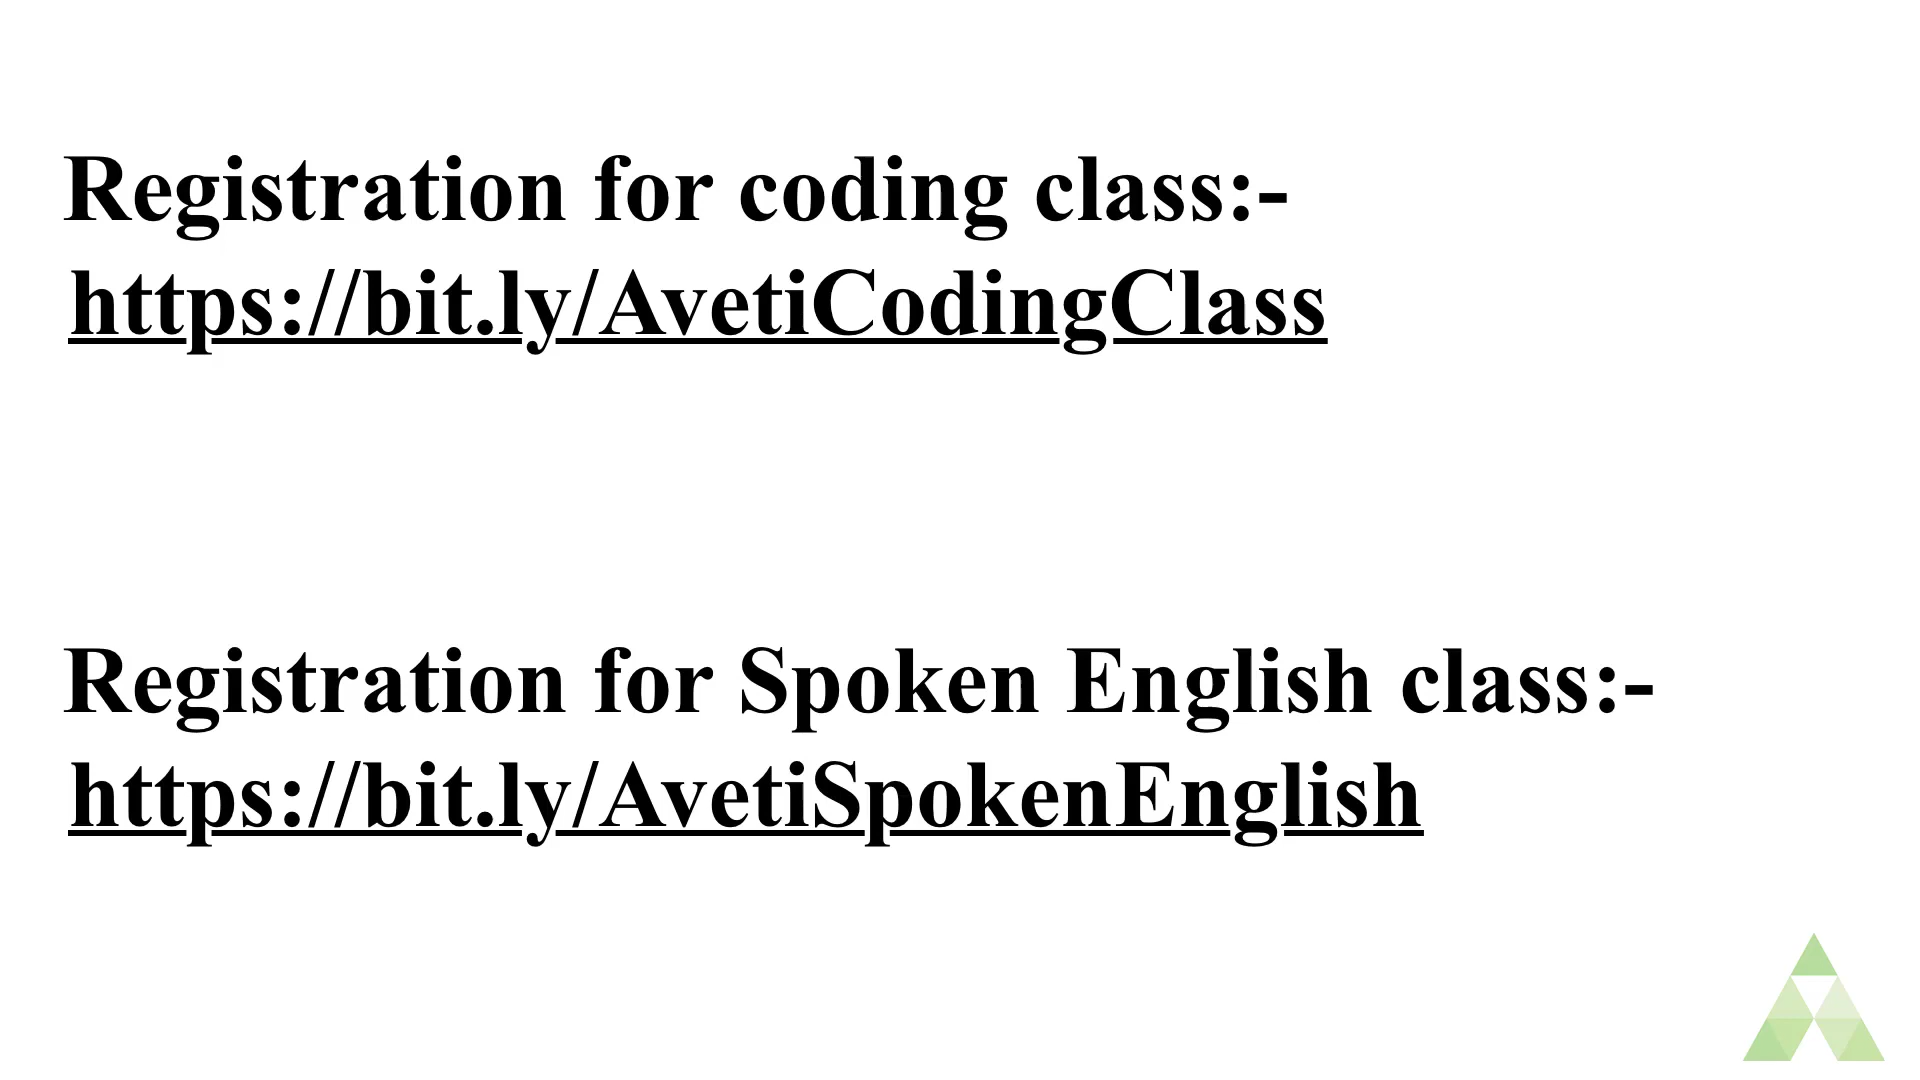 Registration for coding class:-
https://bit.ly/AvetiCodingClass
Registration for Spoken English class:-
https://bit.ly/AvetiSpokenEnglish